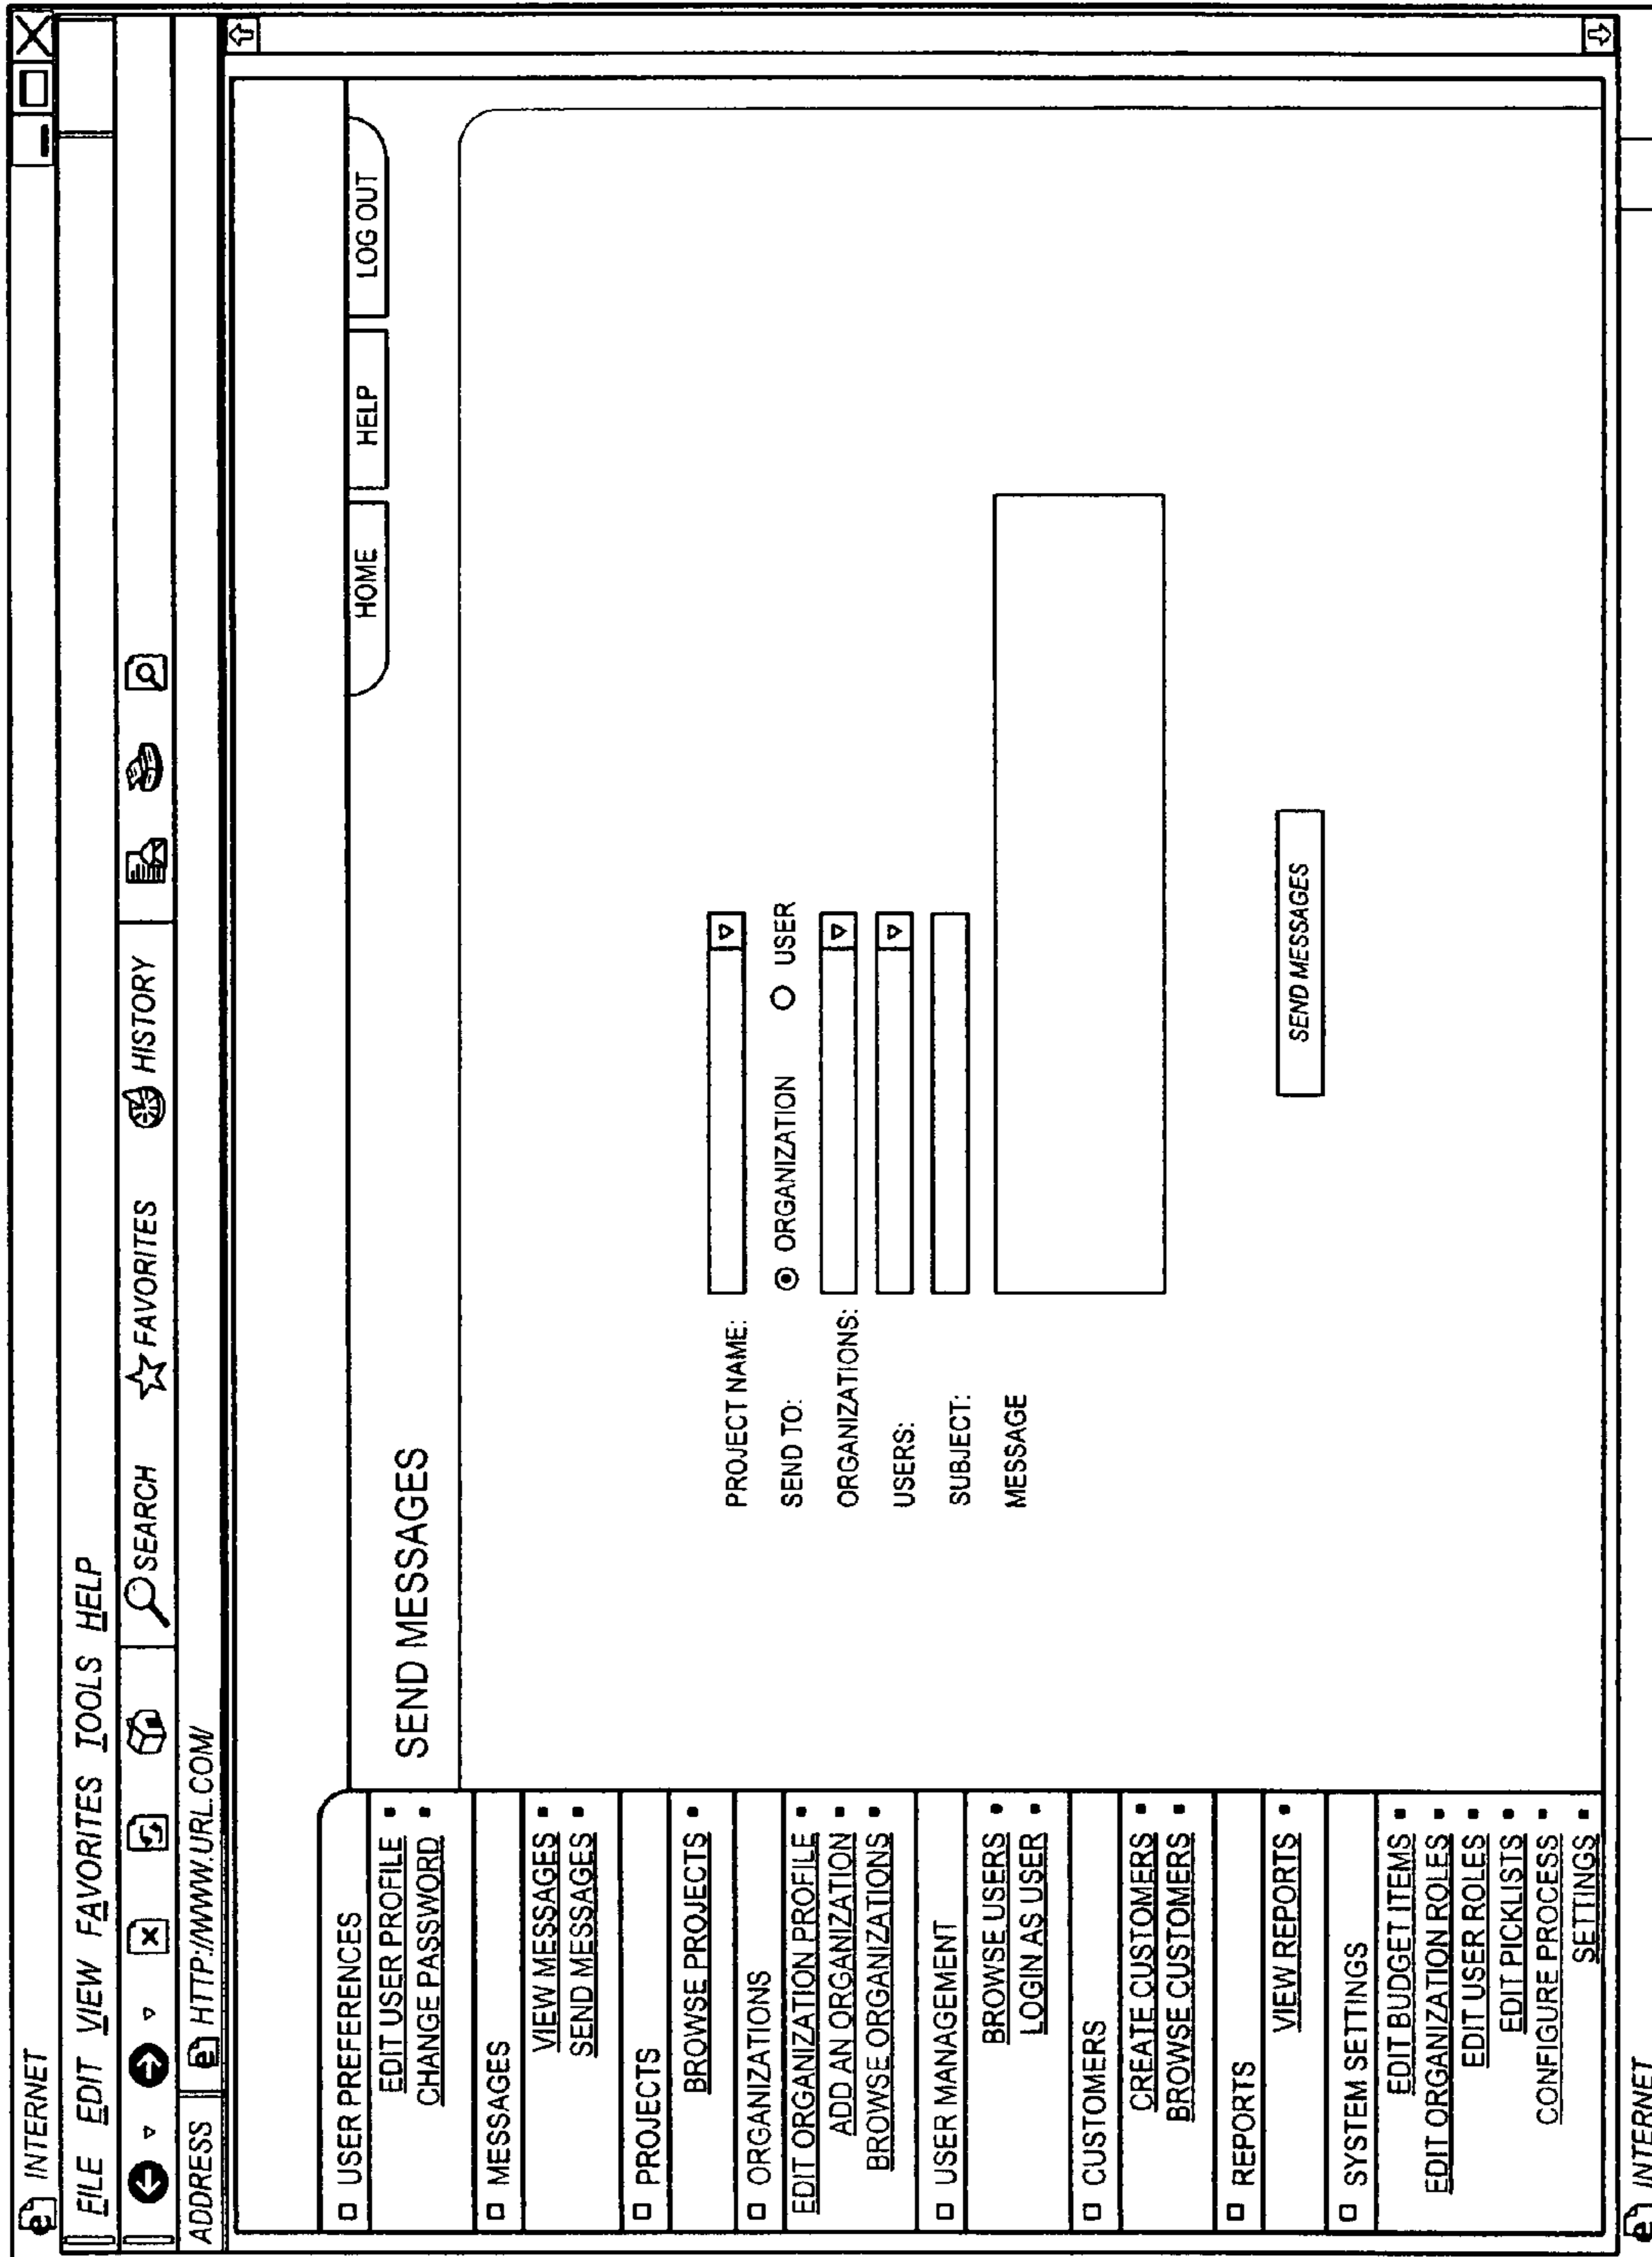 INTERNET
FILE EDIT VIEW FAVORITES TOOLS HELP
SEARCH FAVORITES HISTORY
ADDRESS HTTP://WWW.URL.COM/
HOME HELP LOG OUT
USER PREFERENCES
EDIT USER PROFILE
CHANGE PASSWORD
MESSAGES
VIEW MESSAGES
SEND MESSAGES
PROJECTS
BROWSE PROJECTS
ORGANIZATIONS
EDIT ORGANIZATION PROFILE
ADD AN ORGANIZATION
BROWSE ORGANIZATIONS
USER MANAGEMENT
BROWSE USERS
LOGIN AS USER
CUSTOMERS
CREATE CUSTOMERS
BROWSE CUSTOMERS
REPORTS
VIEW REPORTS
SYSTEM SETTINGS
EDIT BUDGET ITEMS
EDIT ORGANIZATION ROLES
EDIT USER ROLES
EDIT PICKLISTS
CONFIGURE PROCESS
SETTINGS
SEND MESSAGES
PROJECT NAME:
SEND TO: ORGANIZATION USER
ORGANIZATIONS:
USERS:
SUBJECT:
MESSAGE
SEND MESSAGES
INTERNET